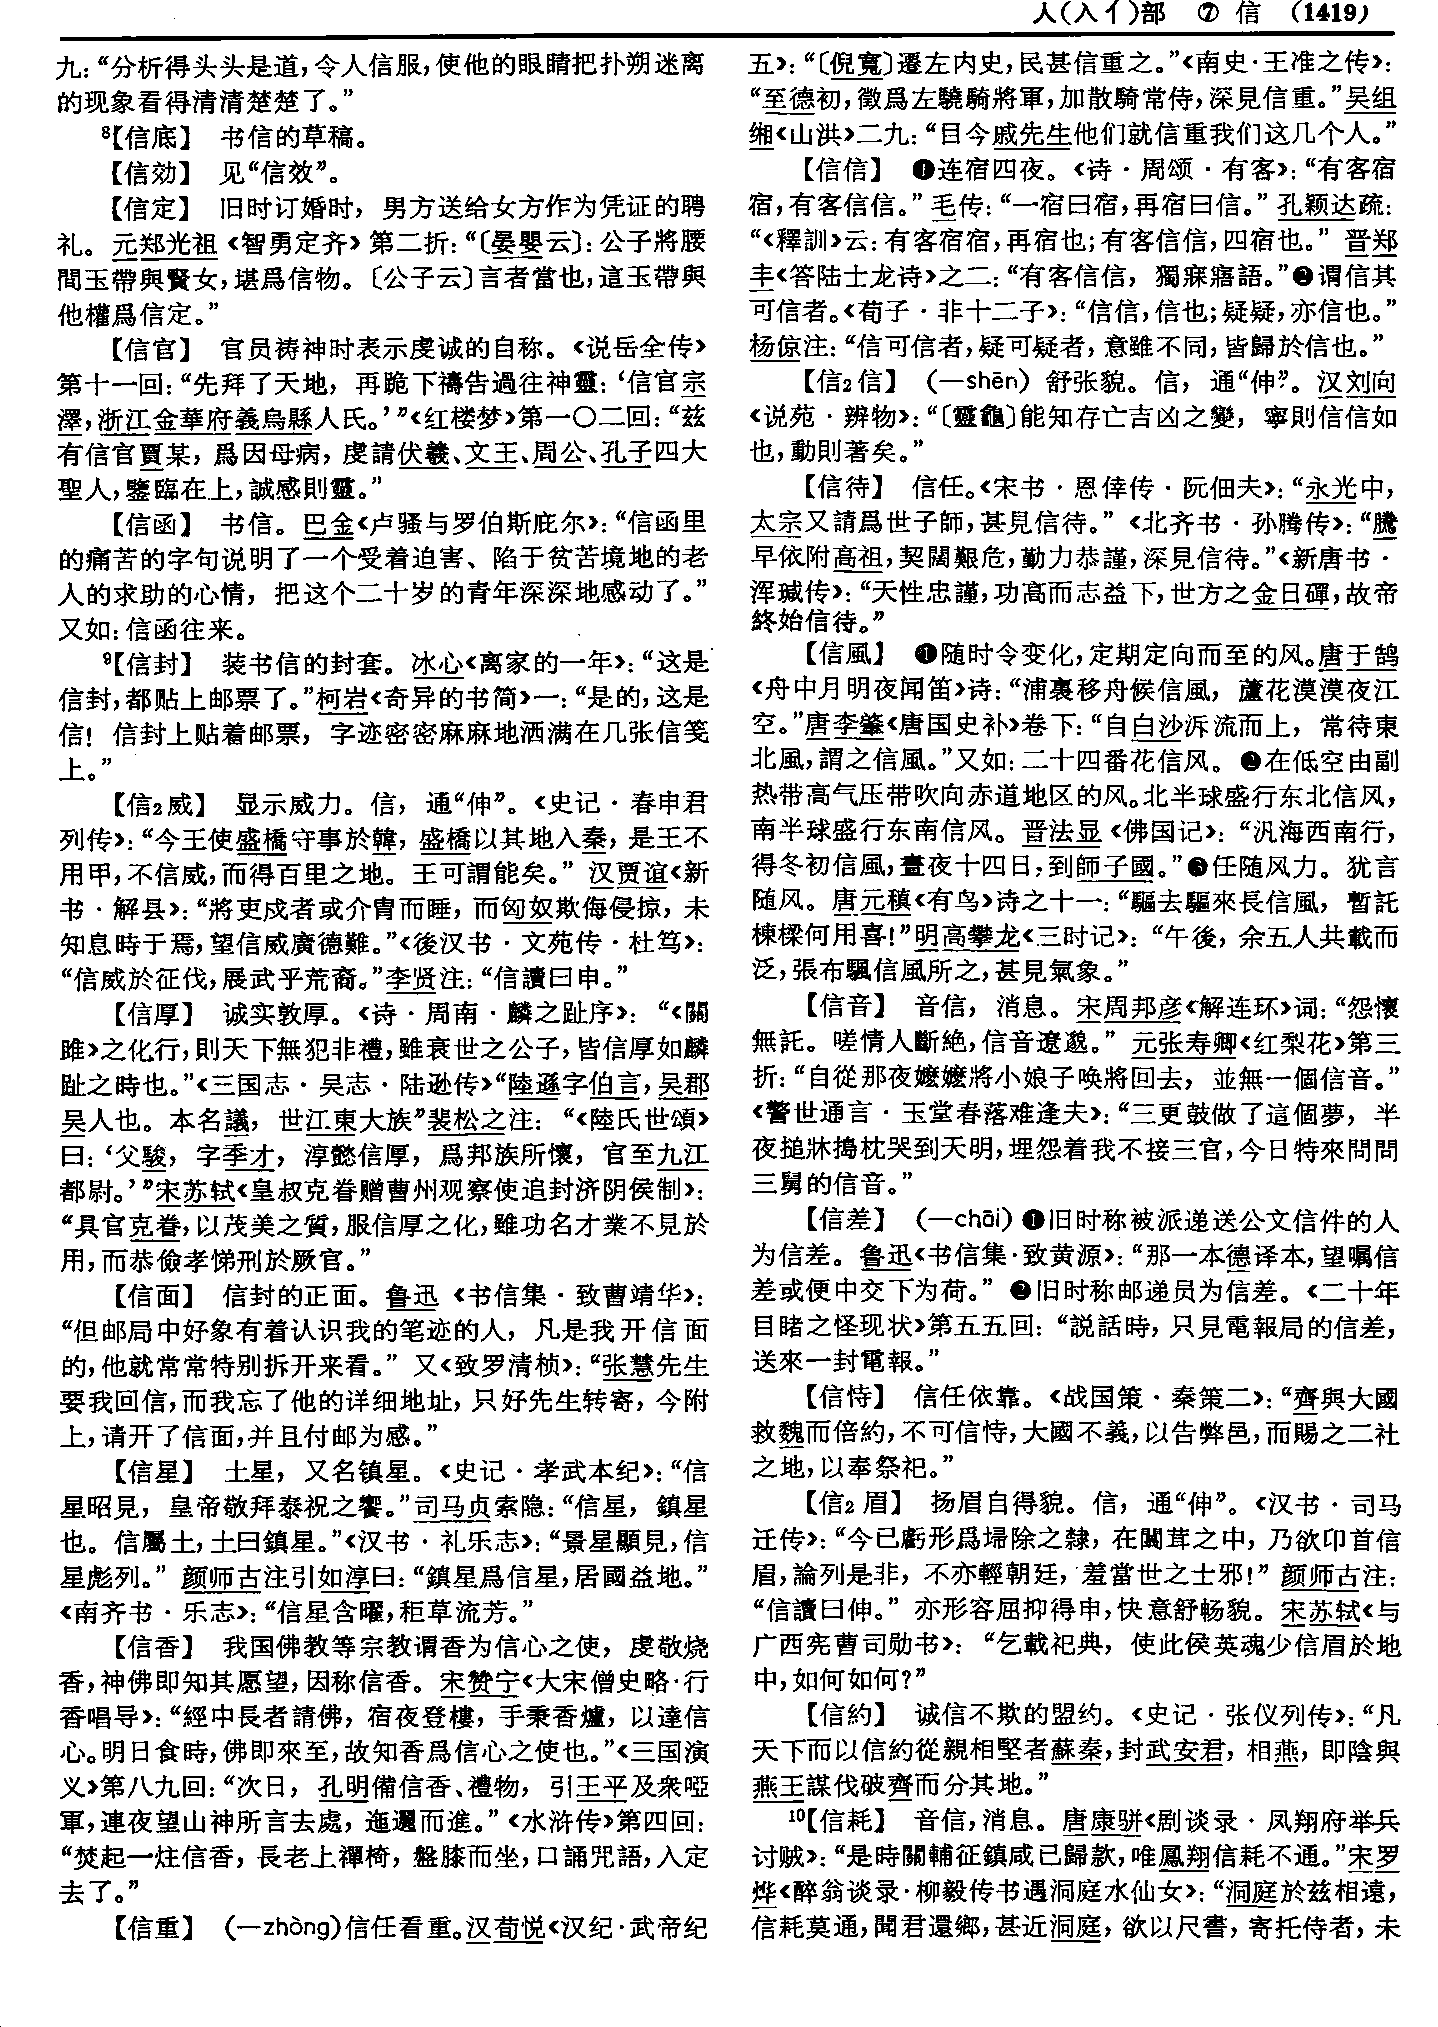 人(入亻)部 ⑦ 信 (1419)
九：“分析得头头是道，令人信服，使他的眼睛把扑朔迷离
的现象看得清清楚楚了。”
⁸【信底】 书信的草稿。
【信効】 见“信效”。
【信定】 旧时订婚时，男方送给女方作为凭证的聘
礼。元郑光祖《智勇定齐》第二折：“〔晏嬰云〕：公子將腰
間玉帶與賢女，堪爲信物。〔公子云〕言者當也，這玉帶與
他權爲信定。”
【信官】 官员祷神时表示虔诚的自称。《说岳全传》
第十一回：“先拜了天地，再跪下禱告過往神靈：‘信官宗
澤，浙江金華府義烏縣人氏。’”《红楼梦》第一〇二回：“兹
有信官賈某，爲因母病，虔請伏羲、文王、周公、孔子四大
聖人，鑒臨在上，誠感則靈。”
【信函】 书信。巴金《卢骚与罗伯斯庇尔》：“信函里
的痛苦的字句说明了一个受着迫害、陷于贫苦境地的老
人的求助的心情，把这个二十岁的青年深深地感动了。”
又如：信函往来。
⁹【信封】 装书信的封套。冰心《离家的一年》：“这是
信封，都贴上邮票了。”柯岩《奇异的书简》一：“是的，这是
信！信封上贴着邮票，字迹密密麻麻地洒满在几张信笺
上。”
【信₂威】 显示威力。信，通“伸”。《史记·春申君
列传》：“今王使盛橋守事於韓，盛橋以其地入秦，是王不
用甲，不信威，而得百里之地。王可謂能矣。”汉贾谊《新
书·解县》：“將吏戍者或介胄而睡，而匈奴欺侮侵掠，未
知息時于焉，望信威廣德難。”《後汉书·文苑传·杜笃》：
“信威於征伐，展武乎荒裔。”李贤注：“信讀曰申。”
【信厚】 诚实敦厚。《诗·周南·麟之趾序》：“《關
雎》之化行，則天下無犯非禮，雖衰世之公子，皆信厚如麟
趾之時也。”《三国志·吴志·陆逊传》“陸遜字伯言，吴郡
吴人也。本名議，世江東大族”裴松之注：“《陸氏世頌》
曰：‘父駿，字季才，淳懿信厚，爲邦族所懷，官至九江
都尉。’”宋苏轼《皇叔克眷赠曹州观察使追封济阴侯制》：
“具官克眷，以茂美之質，服信厚之化，雖功名才業不見於
用，而恭儉孝悌刑於厥官。”
【信面】 信封的正面。鲁迅《书信集·致曹靖华》：
“但邮局中好象有着认识我的笔迹的人，凡是我开信面
的，他就常常特别拆开来看。”又《致罗清桢》：“张慧先生
要我回信，而我忘了他的详细地址，只好先生转寄，今附
上，请开了信面，并且付邮为感。”
【信星】 土星，又名镇星。《史记·孝武本纪》：“信
星昭見，皇帝敬拜泰祝之饗。”司马贞索隐：“信星，鎮星
也。信屬土，土曰鎮星。”《汉书·礼乐志》：“景星顯見，信
星彪列。”颜师古注引如淳曰：“鎮星爲信星，居國益地。”
《南齐书·乐志》：“信星含曜，秬草流芳。”
【信香】 我国佛教等宗教谓香为信心之使，虔敬烧
香，神佛即知其愿望，因称信香。宋赞宁《大宋僧史略·行
香唱导》：“經中長者請佛，宿夜登樓，手秉香爐，以達信
心。明日食時，佛即來至，故知香爲信心之使也。”《三国演
义》第八九回：“次日，孔明備信香、禮物，引王平及衆啞
軍，連夜望山神所言去處，迤邐而進。”《水浒传》第四回：
“焚起一炷信香，長老上禪椅，盤膝而坐，口誦咒語，入定
去了。”
【信重】 (—zhòng)信任看重。汉荀悦《汉纪·武帝纪
五》：“〔倪寬〕遷左内史，民甚信重之。”《南史·王准之传》：
“至德初，徵爲左驍騎將軍，加散騎常侍，深見信重。”吴组
缃《山洪》二九：“目今戚先生他们就信重我们这几个人。”
【信信】 ❶连宿四夜。《诗·周颂·有客》：“有客宿
宿，有客信信。”毛传：“一宿曰宿，再宿曰信。”孔颖达疏：
“《釋訓》云：有客宿宿，再宿也；有客信信，四宿也。”晋郑
丰《答陆士龙诗》之二：“有客信信，獨寐寤語。”❷谓信其
可信者。《荀子·非十二子》：“信信，信也；疑疑，亦信也。”
杨倞注：“信可信者，疑可疑者，意雖不同，皆歸於信也。”
【信₂信】 (—shēn) 舒张貌。信，通“伸”。汉刘向
《说苑·辨物》：“〔靈龜〕能知存亡吉凶之變，寧則信信如
也，動則著矣。”
【信待】 信任。《宋书·恩倖传·阮佃夫》：“永光中，
太宗又請爲世子師，甚見信待。”《北齐书·孙腾传》：“騰
早依附高祖，契闊艱危，勤力恭謹，深見信待。”《新唐书·
浑瑊传》：“天性忠謹，功高而志益下，世方之金日磾，故帝
終始信待。”
【信風】 ❶随时令变化，定期定向而至的风。唐于鹄
《舟中月明夜闻笛》诗：“浦裏移舟候信風，蘆花漠漠夜江
空。”唐李肇《唐国史补》卷下：“自白沙泝流而上，常待東
北風，謂之信風。”又如：二十四番花信风。❷在低空由副
热带高气压带吹向赤道地区的风。北半球盛行东北信风，
南半球盛行东南信风。晋法显《佛国记》：“汎海西南行，
得冬初信風，晝夜十四日，到師子國。”❸任随风力。犹言
随风。唐元稹《有鸟》诗之十一：“驅去驅來長信風，暫託
棟樑何用喜！”明高攀龙《三时记》：“午後，余五人共載而
泛，張布颿信風所之，甚見氣象。”
【信音】 音信，消息。宋周邦彦《解连环》词：“怨懷
無託。嗟情人斷絶，信音遼邈。”元张寿卿《红梨花》第三
折：“自從那夜嬷嬷將小娘子唤將回去，並無一個信音。”
《警世通言·玉堂春落难逢夫》：“三更鼓做了這個夢，半
夜搥牀搗枕哭到天明，埋怨着我不接三官，今日特來問問
三舅的信音。”
【信差】 (—chāi)❶旧时称被派递送公文信件的人
为信差。鲁迅《书信集·致黄源》：“那一本德译本，望嘱信
差或便中交下为荷。”❷旧时称邮递员为信差。《二十年
目睹之怪现状》第五五回：“説話時，只見電報局的信差，
送來一封電報。”
【信恃】 信任依靠。《战国策·秦策二》：“齊與大國
救魏而倍約，不可信恃，大國不義，以告弊邑，而賜之二社
之地，以奉祭祀。”
【信₂眉】 扬眉自得貌。信，通“伸”。《汉书·司马
迁传》：“今已虧形爲埽除之隸，在闒茸之中，乃欲卬首信
眉，論列是非，不亦輕朝廷，羞當世之士邪！”颜师古注：
“信讀曰伸。”亦形容屈抑得申，快意舒畅貌。宋苏轼《与
广西宪曹司勋书》：“乞載祀典，使此侯英魂少信眉於地
中，如何如何？”
【信約】 诚信不欺的盟约。《史记·张仪列传》：“凡
天下而以信約從親相堅者蘇秦，封武安君，相燕，即陰與
燕王謀伐破齊而分其地。”
¹⁰【信耗】 音信，消息。唐康骈《剧谈录·凤翔府举兵
讨贼》：“是時關輔征鎮咸已歸款，唯鳳翔信耗不通。”宋罗
烨《醉翁谈录·柳毅传书遇洞庭水仙女》：“洞庭於兹相遠，
信耗莫通，聞君還鄉，甚近洞庭，欲以尺書，寄托侍者，未